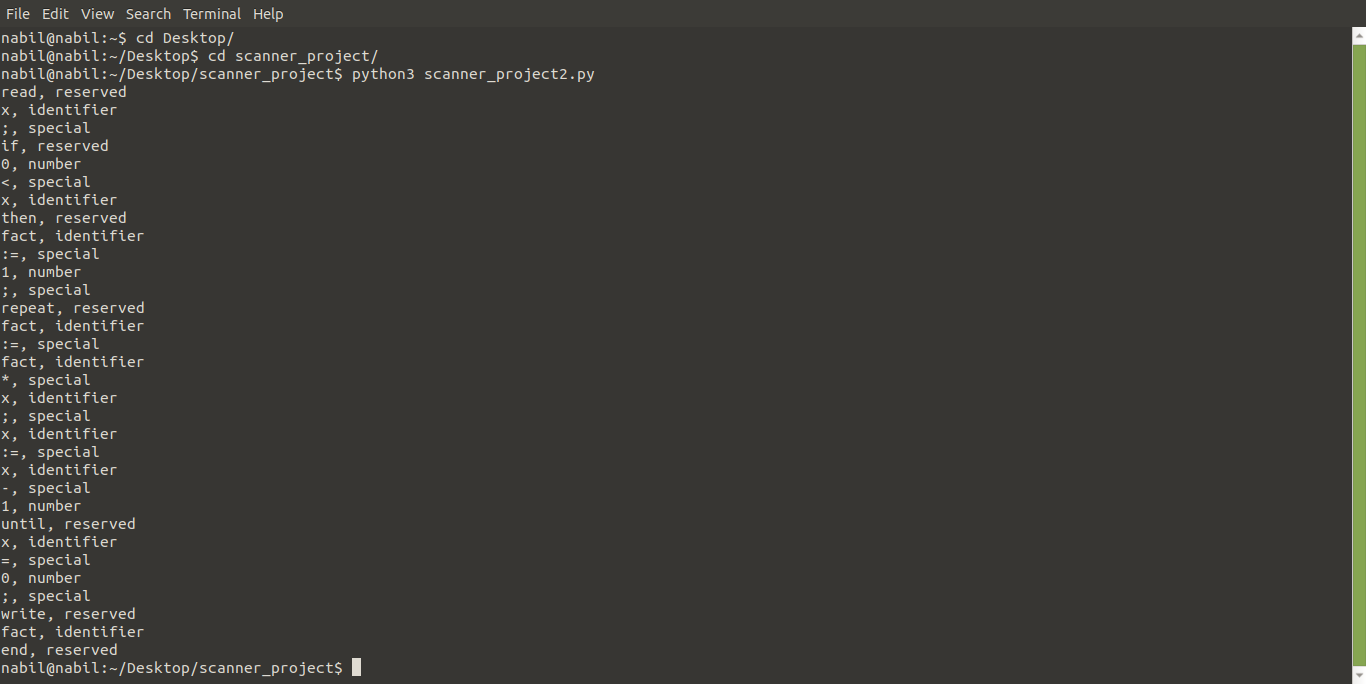 File Edit View Search Terminal Help
nabil@nabil:~$ cd Desktop/
nabil@nabil:~/Desktop$ cd scanner_project/
nabil@nabil:~/Desktop/scanner_project$ python3 scanner_project2.py
read, reserved
x, identifier
;, special
if, reserved
0, number
<, special
x, identifier
then, reserved
fact, identifier
:=, special
1, number
;, special
repeat, reserved
fact, identifier
:=, special
fact, identifier
*, special
x, identifier
;, special
x, identifier
:=, special
x, identifier
-, special
1, number
until, reserved
x, identifier
=, special
0, number
;, special
write, reserved
fact, identifier
end, reserved
nabil@nabil:~/Desktop/scanner_project$